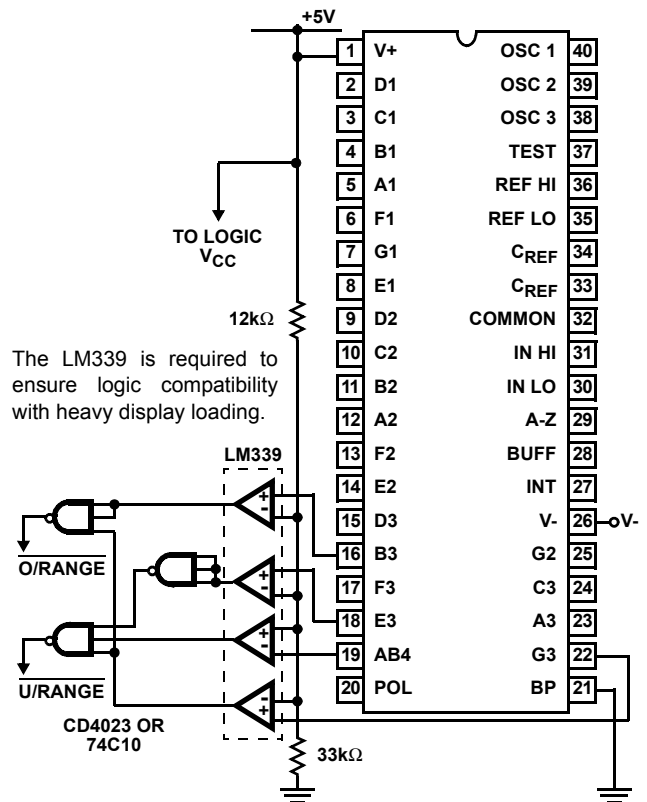 +5V
1 V+ OSC 1 40
2 D1 OSC 2 39
3 C1 OSC 3 38
4 B1 TEST 37
5 A1 REF HI 36
6 F1 REF LO 35
TO LOGIC
VCC
7 G1 CREF 34
8 E1 CREF 33
12kΩ
9 D2 COMMON 32
The LM339 is required to
ensure logic compatibility
with heavy display loading.
10 C2 IN HI 31
11 B2 IN LO 30
12 A2 A-Z 29
13 F2 BUFF 28
LM339
14 E2 INT 27
+
-
15 D3 V- 26 V-
O/RANGE
16 B3 G2 25
+
-
17 F3 C3 24
18 E3 A3 23
+
-
19 AB4 G3 22
20 POL BP 21
U/RANGE
-
+
CD4023 OR
74C10
33kΩ